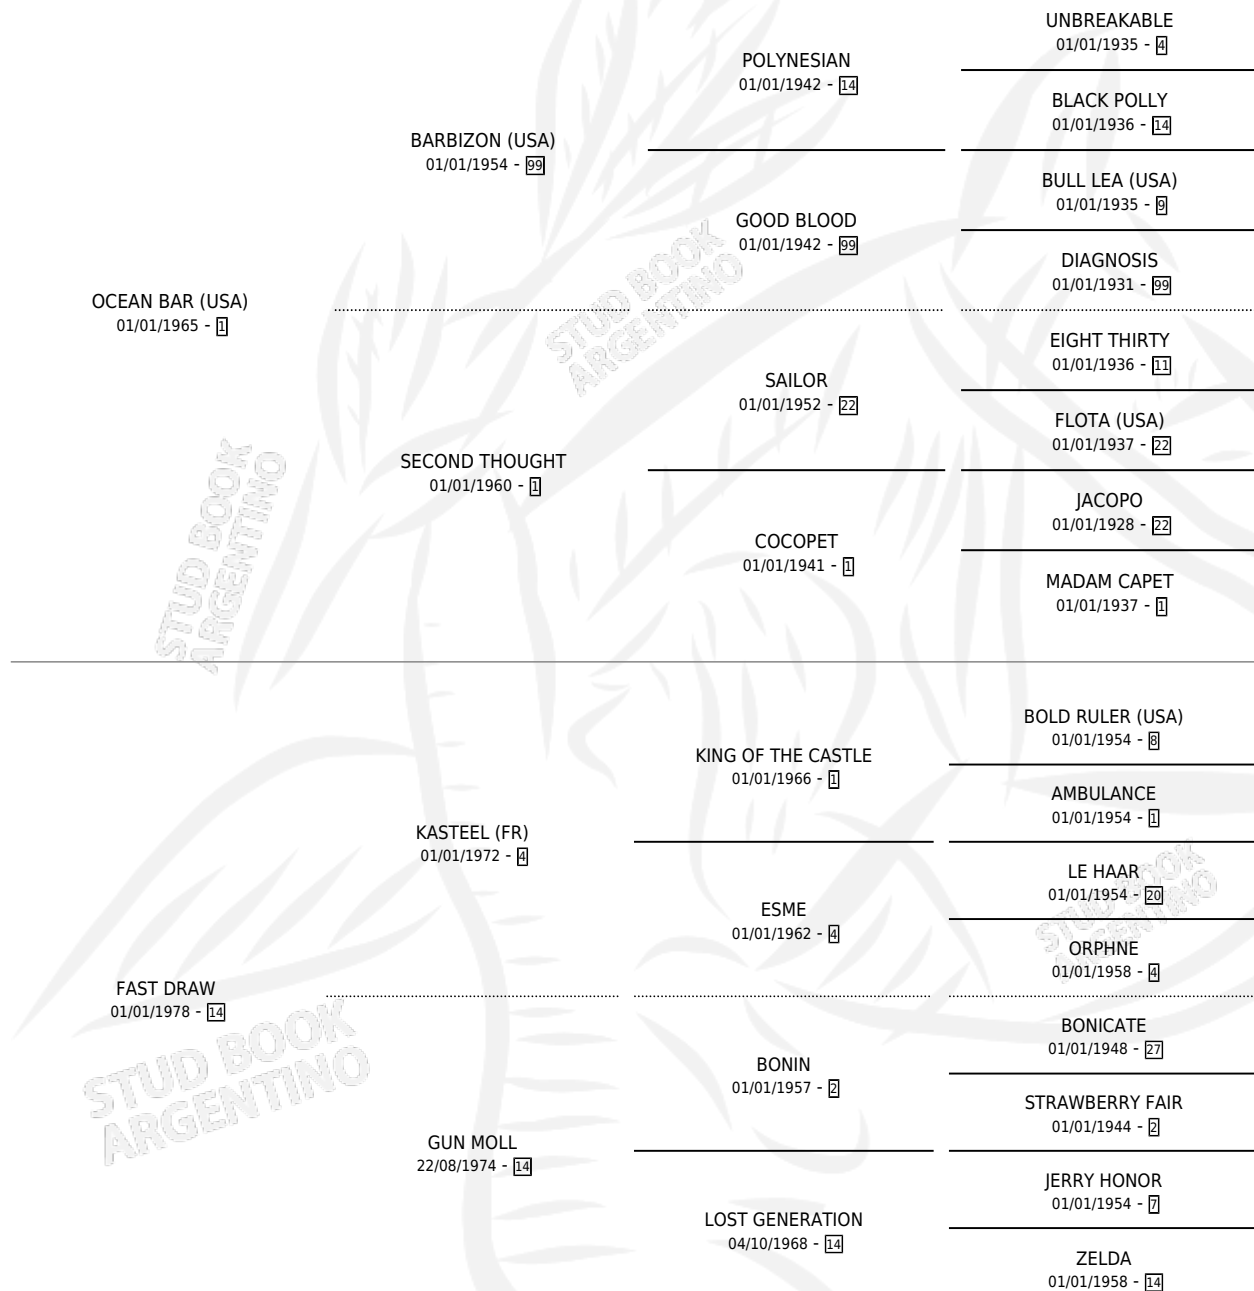 UNBREAKABLE
01/01/1935 - 4
POLYNESIAN
01/01/1942 - 14
BLACK POLLY
01/01/1936 - 14
BARBIZON (USA)
01/01/1954 - 99
BULL LEA (USA)
01/01/1935 - 9
GOOD BLOOD
01/01/1942 - 99
DIAGNOSIS
01/01/1931 - 99
OCEAN BAR (USA)
01/01/1965 - 1
EIGHT THIRTY
01/01/1936 - 11
SAILOR
01/01/1952 - 22
FLOTA (USA)
01/01/1937 - 22
SECOND THOUGHT
01/01/1960 - 1
JACOPO
01/01/1928 - 22
COCOPET
01/01/1941 - 1
MADAM CAPET
01/01/1937 - 1
BOLD RULER (USA)
01/01/1954 - 8
KING OF THE CASTLE
01/01/1966 - 1
AMBULANCE
01/01/1954 - 1
KASTEEL (FR)
01/01/1972 - 4
LE HAAR
01/01/1954 - 20
ESME
01/01/1962 - 4
ORPHNE
01/01/1958 - 4
FAST DRAW
01/01/1978 - 14
BONICATE
01/01/1948 - 27
BONIN
01/01/1957 - 2
STRAWBERRY FAIR
01/01/1944 - 2
GUN MOLL
22/08/1974 - 14
JERRY HONOR
01/01/1954 - 7
LOST GENERATION
04/10/1968 - 14
ZELDA
01/01/1958 - 14
STUD BOOK
ARGENTINO
STUD BOOK
ARGENTINO
STUD BOOK
ARGENTINO
STUD BOOK
ARGENTINO